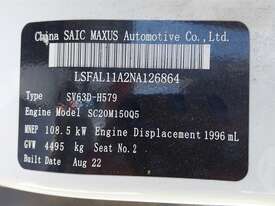 China SAIC MAXUS Automotive Co.,Ltd.
LSFAL11A2NA126864
Type SV63D-H579
Engine Model SC20M150Q5
MNEP 108.5 kW Engine Displacement 1996 mL
GVW 4495 kg Seat No.2
Built Date Aug 22